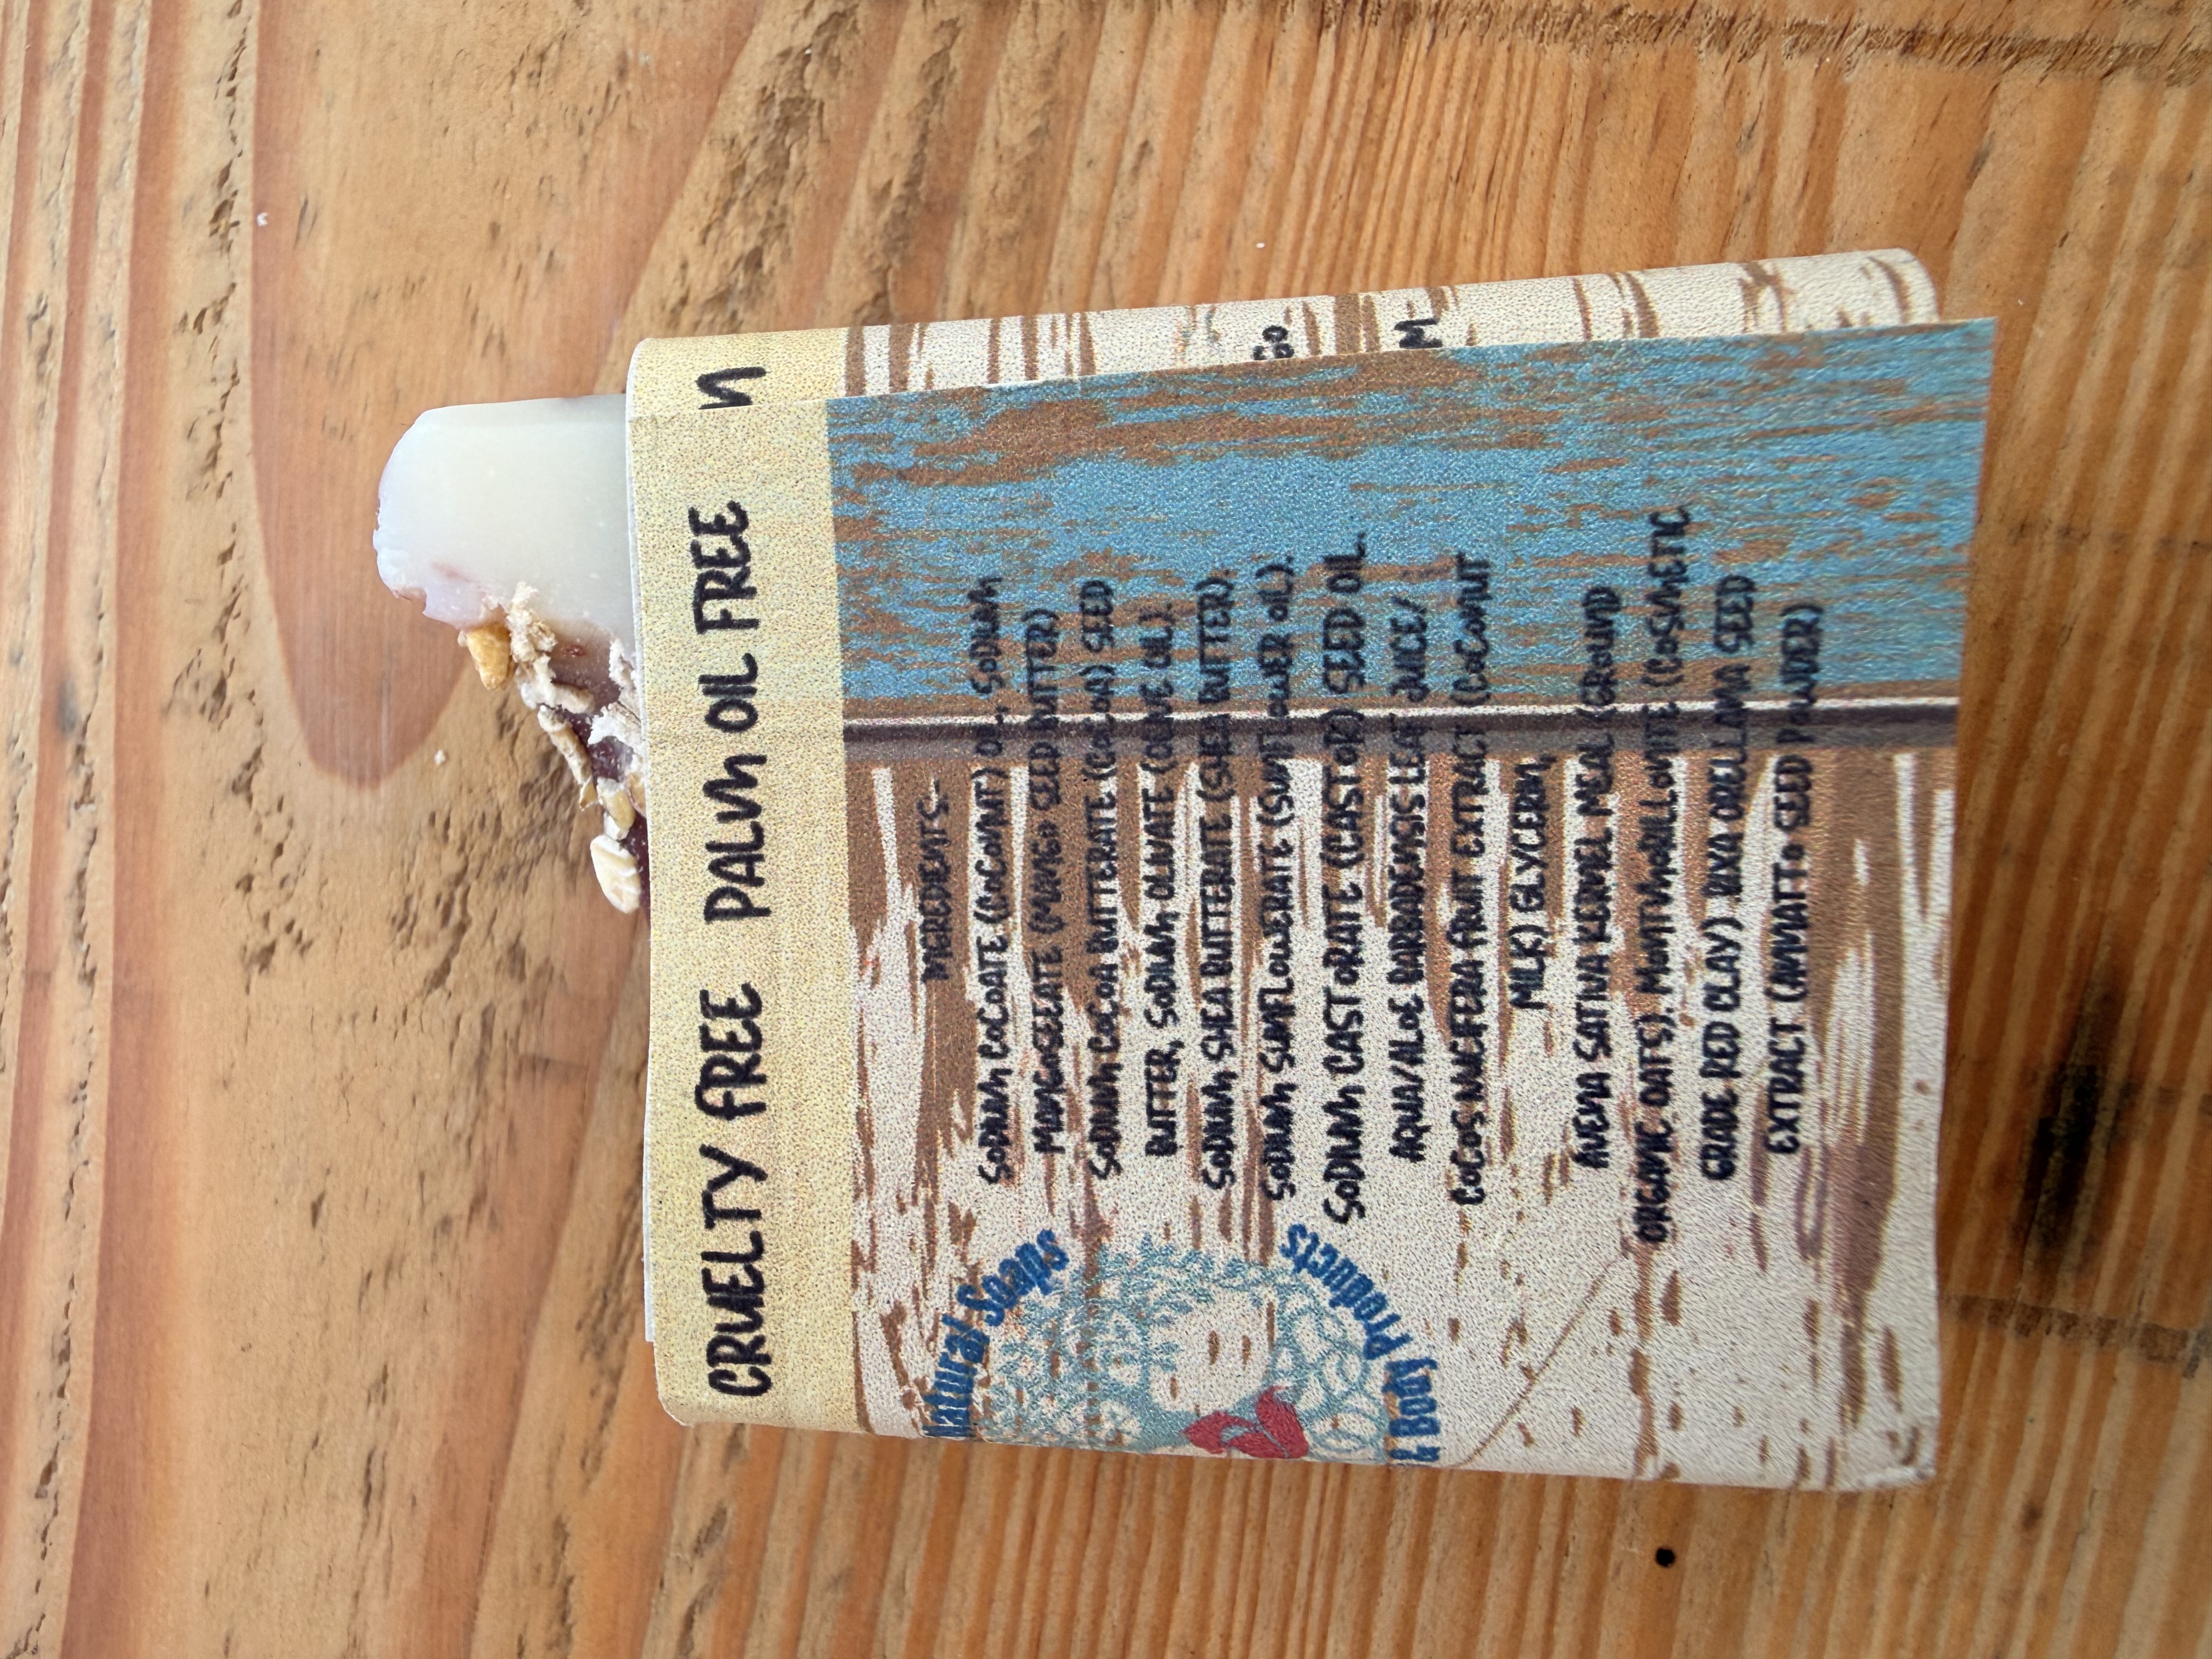 CRUELTY FREE PALM OIL FREE
Natural Soaps
& Body Products
INGREDIENTS-
SODIUM COCOATE (COCONUT) OIL, SODIUM
MANGASEEATE (MANGO SEED BUTTER)
SODIUM COCOA BUTTERATE (COCOA) SEED
BUTTER, SODIUM OLIVATE (OLIVE OIL).
SODIUM SHEA BUTTERATE (SHEA BUTTER).
SODIUM SUNFLOWERATE (SUNFLOWER OIL).
SODIUM CASTORATE (CASTOR) SEED OIL.
AQUA/ALOE BARBADENSIS LEAF JUICE/
COCOS NUCIFERA FRUIT EXTRACT (COCONUT
MILK) GLYCERIN,
AVENA SATIVA KERNEL MEAL (GROUND
ORGANIC OATS). MONTMORILLONITE (COSMETIC
GRADE RED CLAY) BIXA ORELLANA SEED
EXTRACT (ANNATTO SEED POWDER)